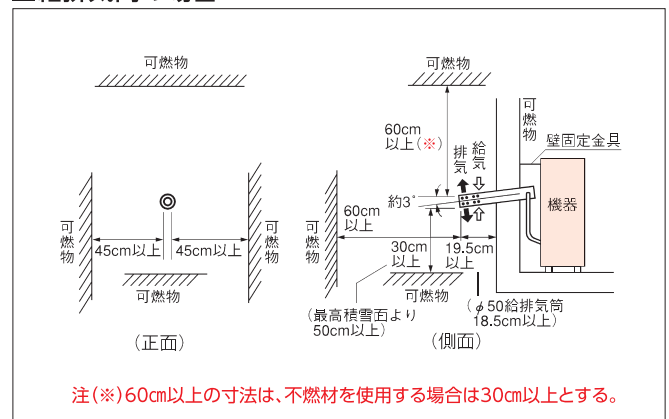 可燃物
可燃物
45cm以上
45cm以上
可燃物
可燃物
(正面)
可燃物
60cm
以上(※)
排気
給気
可燃物
壁固定金具
機器
約3°
可燃物
60cm
以上
30cm
以上
19.5cm
以上
可燃物
(最高積雪面より
50cm以上)
(φ50給排気筒
18.5cm以上)
(側面)
注(※)60cm以上の寸法は、不燃材を使用する場合は30cm以上とする。